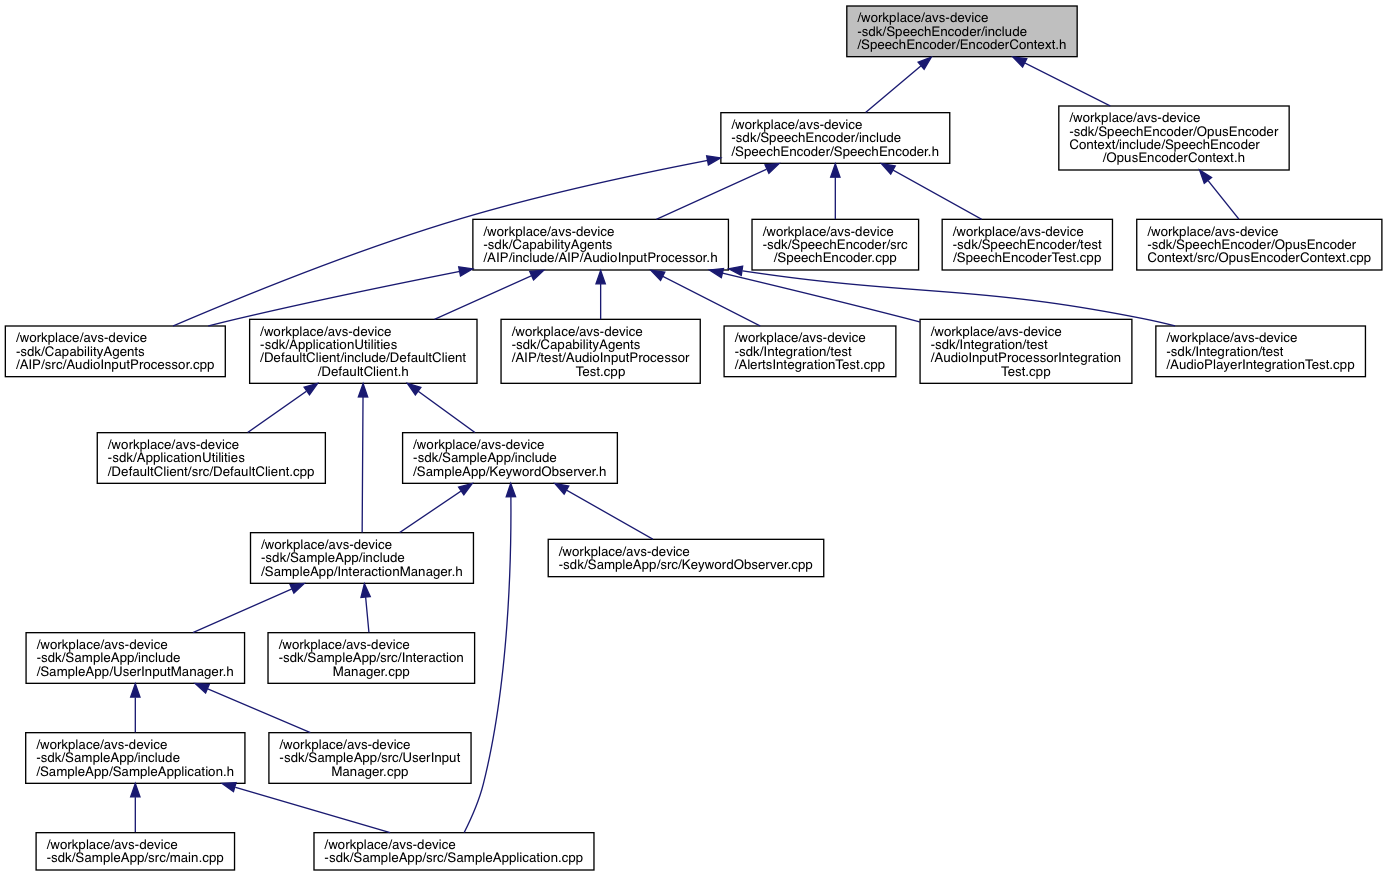 /workplace/avs-device
-sdk/SpeechEncoder/include
/SpeechEncoder/EncoderContext.h
/workplace/avs-device
-sdk/SpeechEncoder/include
/SpeechEncoder/SpeechEncoder.h
/workplace/avs-device
-sdk/SpeechEncoder/OpusEncoder
Context/include/SpeechEncoder
/OpusEncoderContext.h
/workplace/avs-device
-sdk/CapabilityAgents
/AIP/include/AIP/AudioInputProcessor.h
/workplace/avs-device
-sdk/SpeechEncoder/src
/SpeechEncoder.cpp
/workplace/avs-device
-sdk/SpeechEncoder/test
/SpeechEncoderTest.cpp
/workplace/avs-device
-sdk/SpeechEncoder/OpusEncoder
Context/src/OpusEncoderContext.cpp
/workplace/avs-device
-sdk/CapabilityAgents
/AIP/src/AudioInputProcessor.cpp
/workplace/avs-device
-sdk/ApplicationUtilities
/DefaultClient/include/DefaultClient
/DefaultClient.h
/workplace/avs-device
-sdk/CapabilityAgents
/AIP/test/AudioInputProcessor
Test.cpp
/workplace/avs-device
-sdk/Integration/test
/AlertsIntegrationTest.cpp
/workplace/avs-device
-sdk/Integration/test
/AudioInputProcessorIntegration
Test.cpp
/workplace/avs-device
-sdk/Integration/test
/AudioPlayerIntegrationTest.cpp
/workplace/avs-device
-sdk/ApplicationUtilities
/DefaultClient/src/DefaultClient.cpp
/workplace/avs-device
-sdk/SampleApp/include
/SampleApp/KeywordObserver.h
/workplace/avs-device
-sdk/SampleApp/include
/SampleApp/InteractionManager.h
/workplace/avs-device
-sdk/SampleApp/src/KeywordObserver.cpp
/workplace/avs-device
-sdk/SampleApp/include
/SampleApp/UserInputManager.h
/workplace/avs-device
-sdk/SampleApp/src/Interaction
Manager.cpp
/workplace/avs-device
-sdk/SampleApp/include
/SampleApp/SampleApplication.h
/workplace/avs-device
-sdk/SampleApp/src/UserInput
Manager.cpp
/workplace/avs-device
-sdk/SampleApp/src/main.cpp
/workplace/avs-device
-sdk/SampleApp/src/SampleApplication.cpp